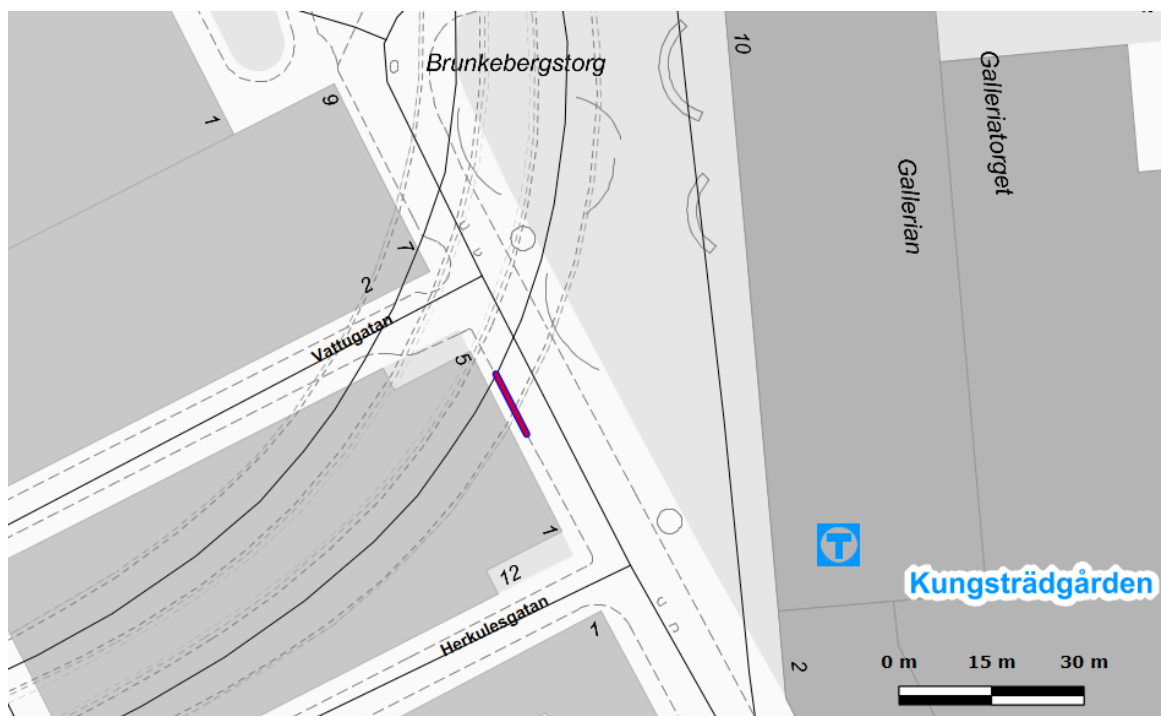 10
Brunkebergstorg
Galleriatorget
9
1
Gallerian
7
2
Vattugatan
5
1
T
12
Kungsträdgården
Herkulesgatan
1
2
0 m 15 m 30 m